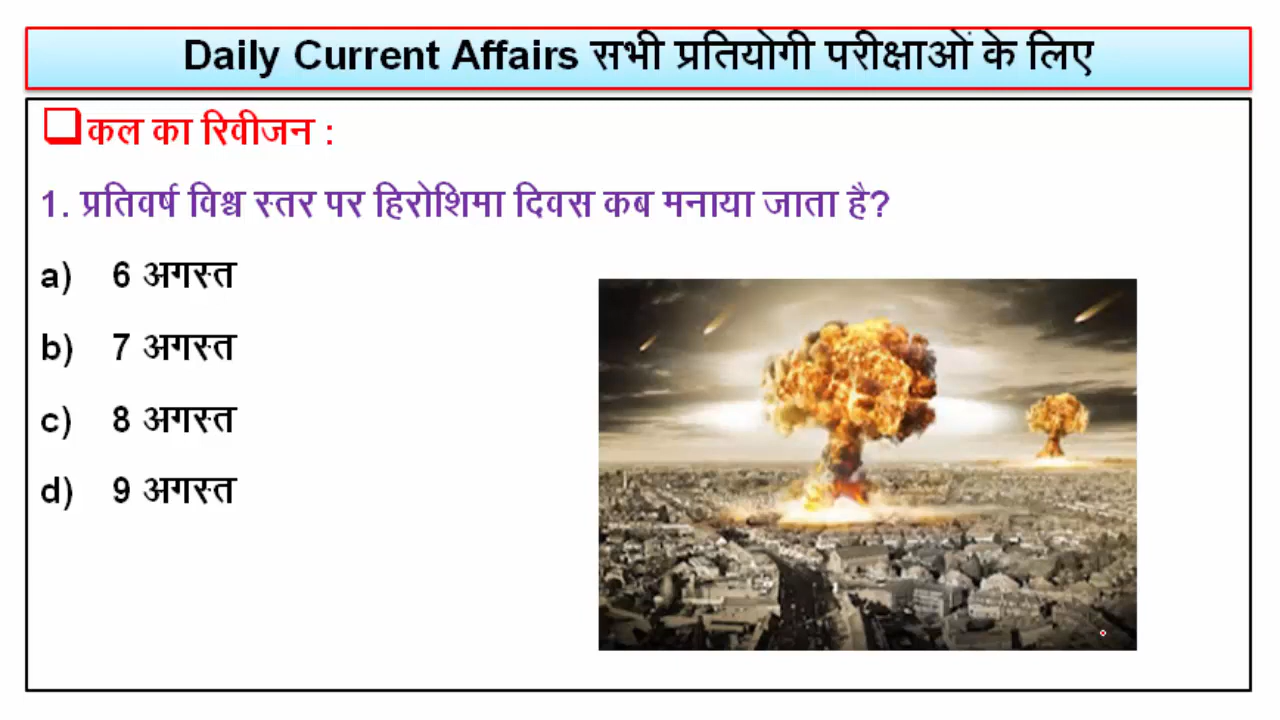 Daily Current Affairs सभी प्रतियोगी परीक्षाओं के लिए
कल का रिवीजन :
1. प्रतिवर्ष विश्व स्तर पर हिरोशिमा दिवस कब मनाया जाता है?
a) 6 अगस्त
b) 7 अगस्त
c) 8 अगस्त
d) 9 अगस्त